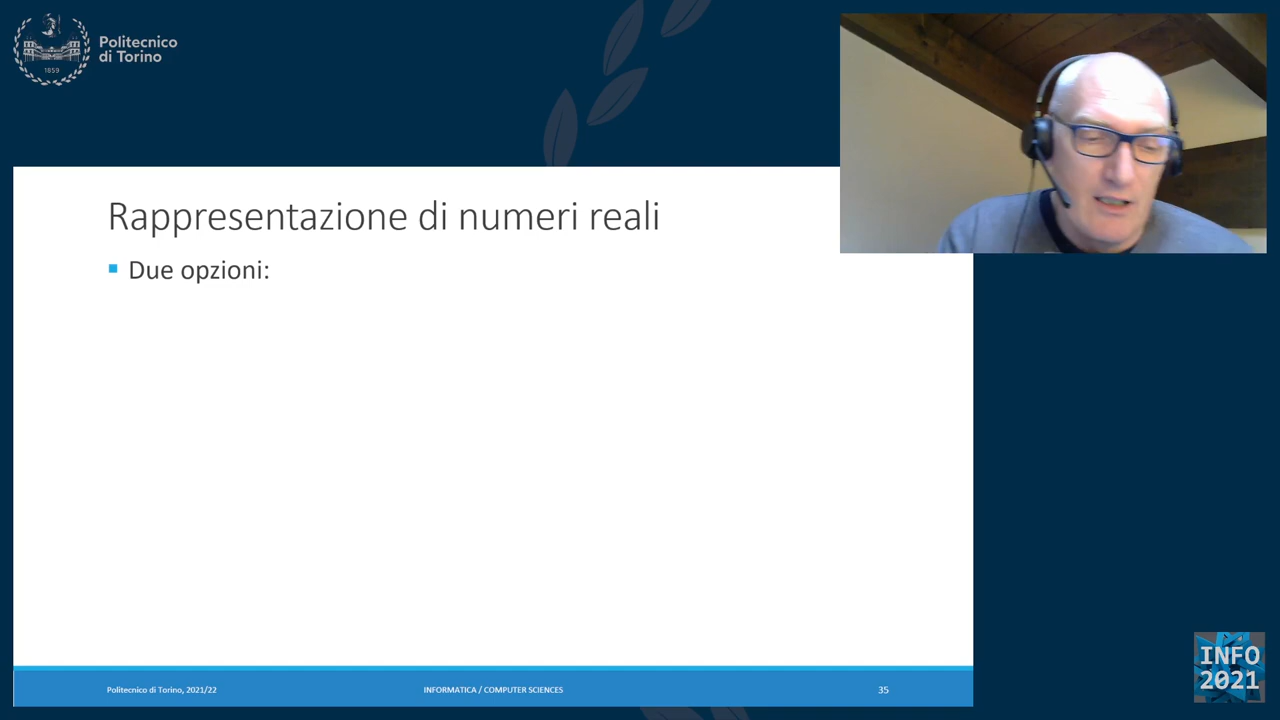 Politecnico
di Torino
1859
Rappresentazione di numeri reali
Due opzioni:
Politecnico di Torino, 2021/22
INFORMATICA / COMPUTER SCIENCES
35
INFO
2021